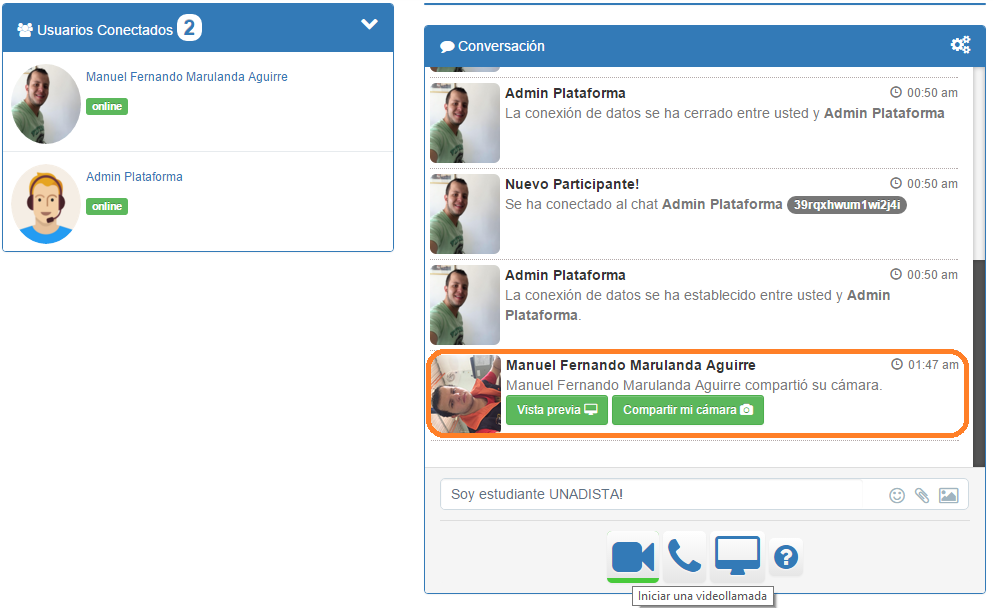 Usuarios Conectados 2
Manuel Fernando Marulanda Aguirre
online
Admin Plataforma
online
Conversación
Admin Plataforma 00:50 am
La conexión de datos se ha cerrado entre usted y Admin Plataforma
Nuevo Participante! 00:50 am
Se ha conectado al chat Admin Plataforma 39rqxhwum1wi2j4i
Admin Plataforma 00:50 am
La conexión de datos se ha establecido entre usted y Admin
Plataforma.
Manuel Fernando Marulanda Aguirre 01:47 am
Manuel Fernando Marulanda Aguirre compartió su cámara.
Vista previa Compartir mi cámara
Soy estudiante UNADISTA!
Iniciar una videollamada